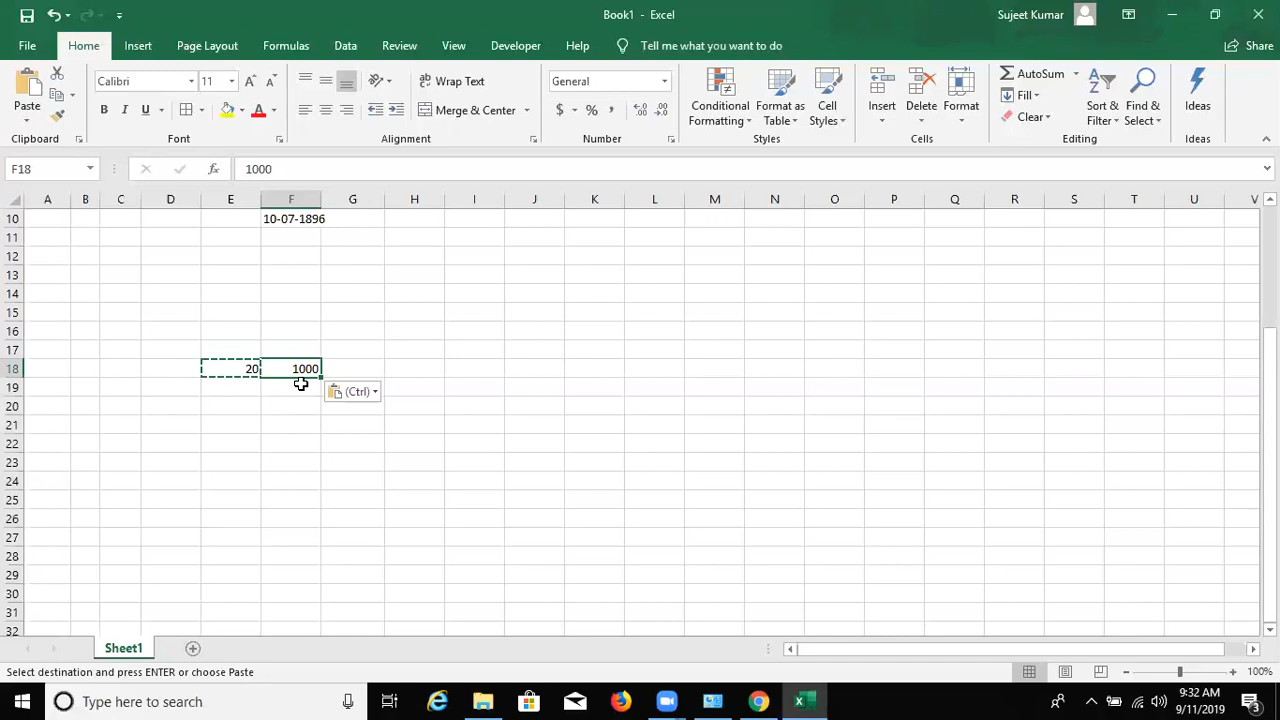 Book1 - Excel
Sujeet Kumar
File Home Insert Page Layout Formulas Data Review View Developer Help Tell me what you want to do Share
Paste
Calibri 11 A A
B I U A
Wrap Text
Merge & Center
General
$ % ,
Conditional Formatting
Format as Table
Cell Styles
Insert
Delete
Format
AutoSum
Fill
Clear
Sort & Filter
Find & Select
Ideas
Clipboard Font Alignment Number Styles Cells Editing Ideas
F18 fx 1000
A B C D E F G H I J K L M N O P Q R S T U V
10 10-07-1896
11
12
13
14
15
16
17
18 20 1000
19 (Ctrl)
20
21
22
23
24
25
26
27
28
29
30
31
32
Sheet1
Select destination and press ENTER or choose Paste 100%
Type here to search
9:32 AM
9/11/2019
3